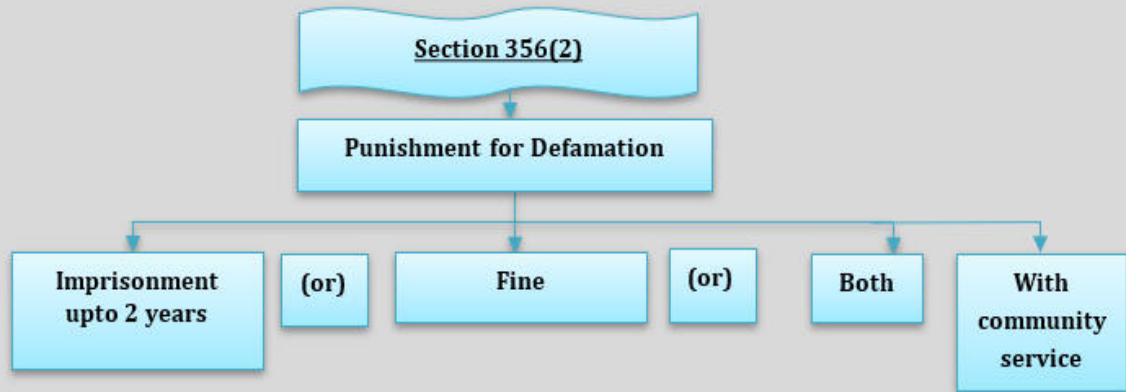 Section 356(2)
Punishment for Defamation
Imprisonment
upto 2 years
(or)
Fine
(or)
Both
With
community
service